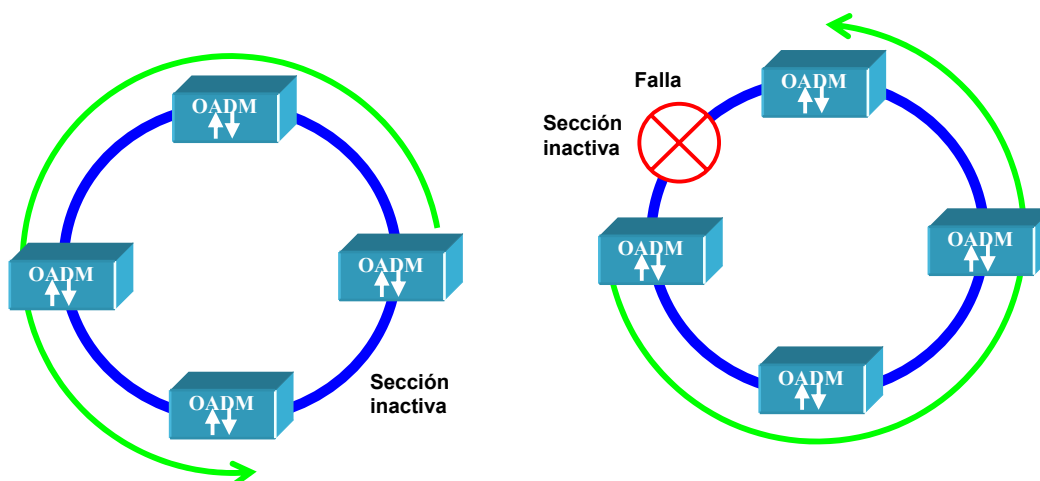 OADM
OADM
OADM
OADM
Sección
inactiva
Falla
Sección
inactiva
OADM
OADM
OADM
OADM